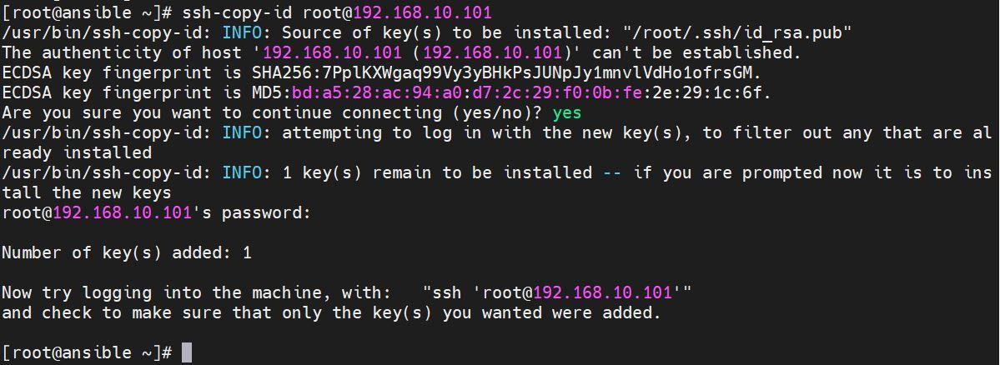 [root@ansible ~]# ssh-copy-id root@192.168.10.101
/usr/bin/ssh-copy-id: INFO: Source of key(s) to be installed: "/root/.ssh/id_rsa.pub"
The authenticity of host '192.168.10.101 (192.168.10.101)' can't be established.
ECDSA key fingerprint is SHA256:7PplKXWgaq99Vy3yBHkPsJUNpJy1mnvlVdHo1ofrsGM.
ECDSA key fingerprint is MD5:bd:a5:28:ac:94:a0:d7:2c:29:f0:0b:fe:2e:29:1c:6f.
Are you sure you want to continue connecting (yes/no)? yes
/usr/bin/ssh-copy-id: INFO: attempting to log in with the new key(s), to filter out any that are al
ready installed
/usr/bin/ssh-copy-id: INFO: 1 key(s) remain to be installed -- if you are prompted now it is to ins
tall the new keys
root@192.168.10.101's password:
Number of key(s) added: 1
Now try logging into the machine, with:   "ssh 'root@192.168.10.101'"
and check to make sure that only the key(s) you wanted were added.
[root@ansible ~]#